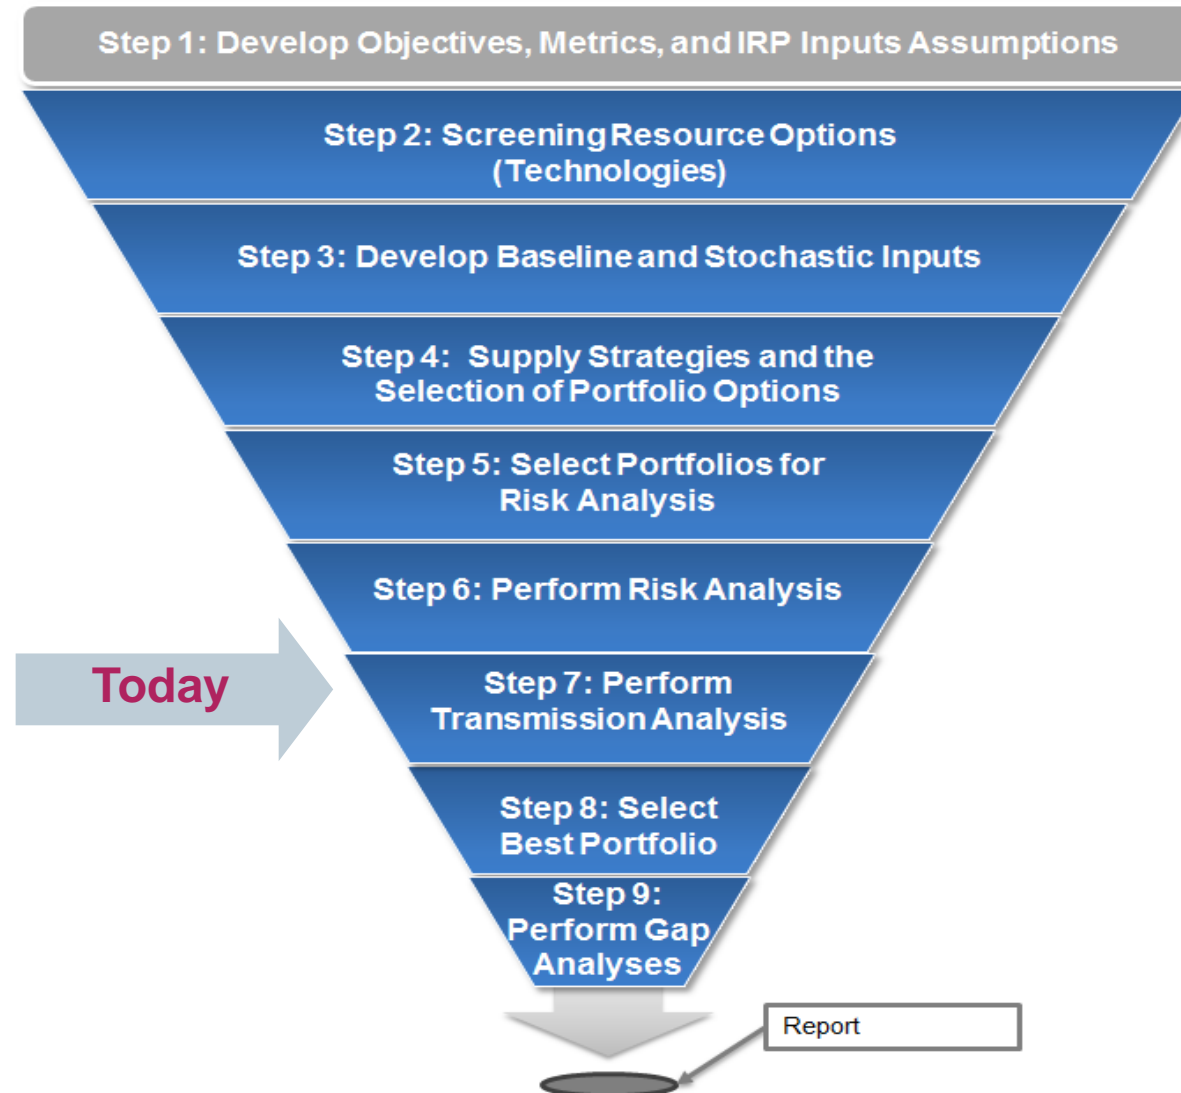 Step 1: Develop Objectives, Metrics, and IRP Inputs Assumptions
Step 2: Screening Resource Options
(Technologies)
Step 3: Develop Baseline and Stochastic Inputs
Step 4: Supply Strategies and the
Selection of Portfolio Options
Step 5: Select Portfolios for
Risk Analysis
Step 6: Perform Risk Analysis
Today
Step 7: Perform
Transmission Analysis
Step 8: Select
Best Portfolio
Step 9:
Perform Gap
Analyses
Report